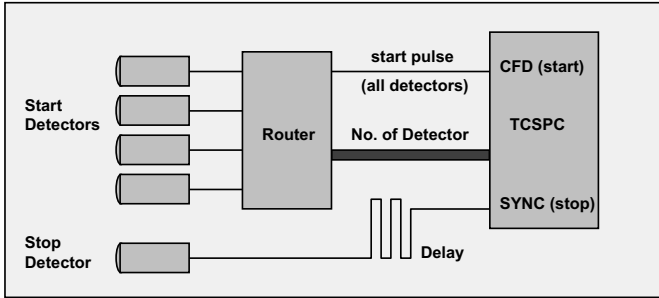 start pulse
(all detectors)
CFD (start)
Start
Detectors
Router
No. of Detector
TCSPC
SYNC (stop)
Stop
Detector
Delay